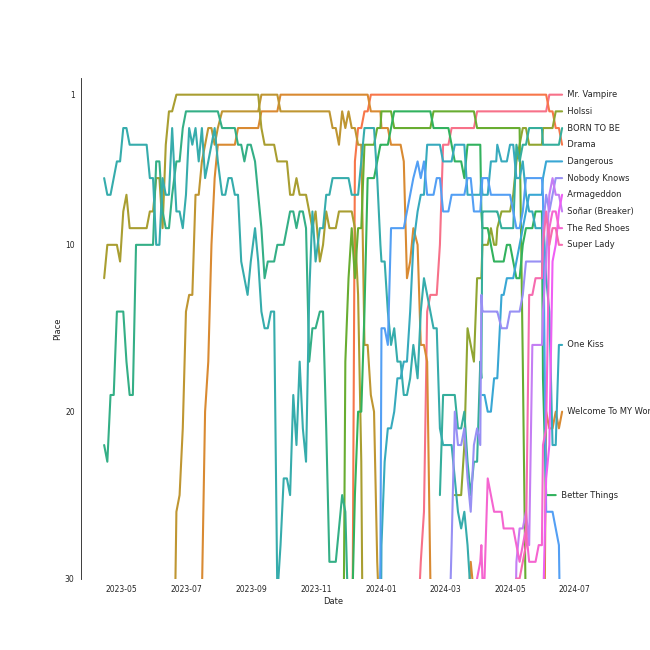 1
10
20
30
Place
2023-05
2023-07
2023-09
2023-11
2024-01
2024-03
2024-05
2024-07
Date
Mr. Vampire
Holssi
BORN TO BE
Drama
Dangerous
Nobody Knows
Armageddon
Soñar (Breaker)
The Red Shoes
Super Lady
One Kiss
Welcome To MY Wor
Better Things